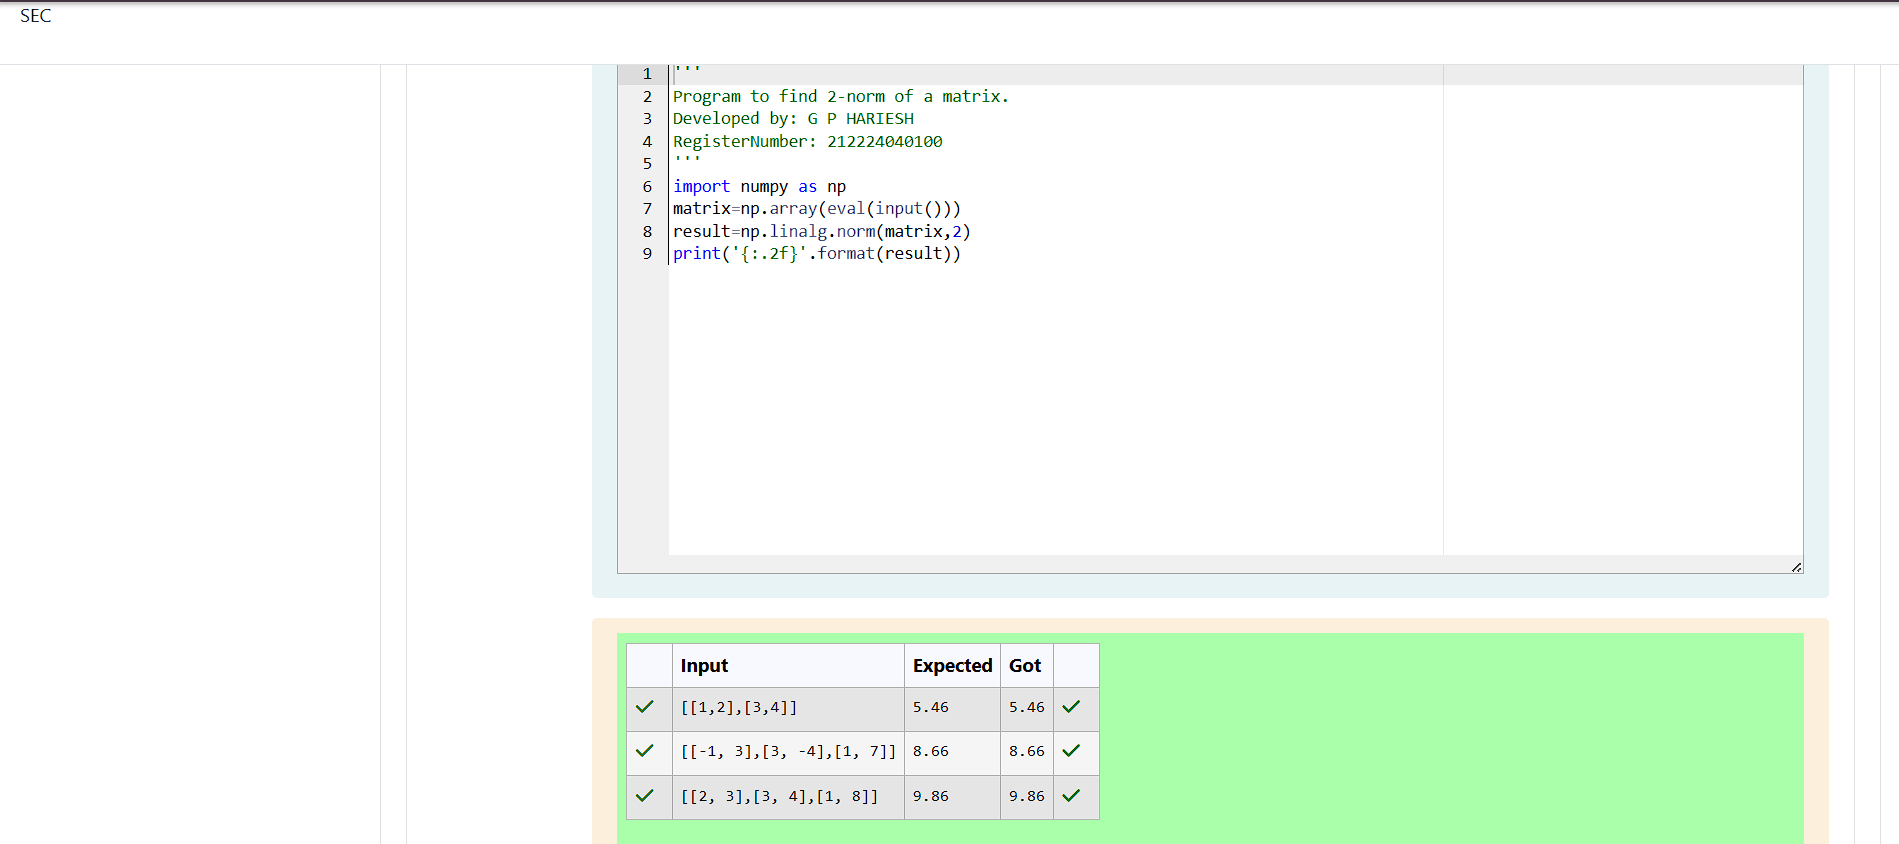 SEC
1 '''
2 Program to find 2-norm of a matrix.
3 Developed by: G P HARIESH
4 RegisterNumber: 212224040100
5 '''
6 import numpy as np
7 matrix=np.array(eval(input()))
8 result=np.linalg.norm(matrix,2)
9 print('{:.2f}'.format(result))
Input Expected Got
[[1,2],[3,4]] 5.46 5.46
[[-1, 3],[3, -4],[1, 7]] 8.66 8.66
[[2, 3],[3, 4],[1, 8]] 9.86 9.86